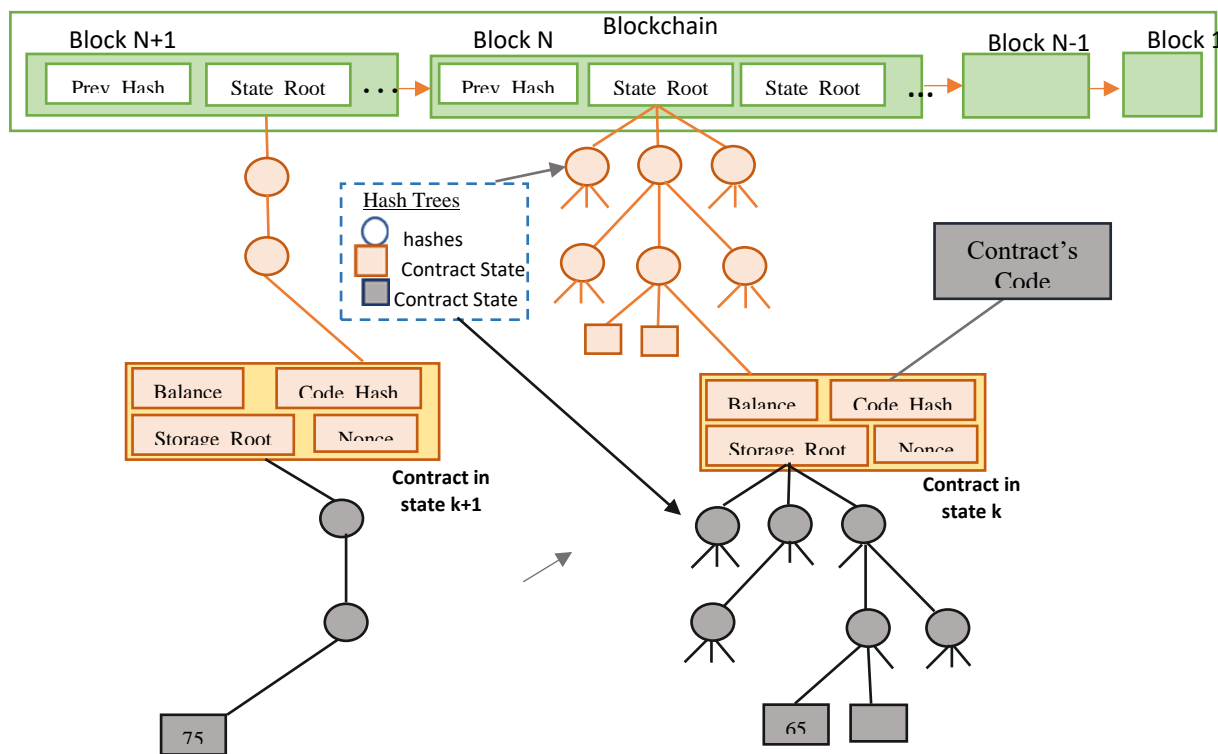 Blockchain
Block N+1
Block N
Block N-1
Block 1
Prev Hash
State Root
...
Prev Hash
State Root
State Root
...
Hash Trees
hashes
Contract State
Contract State
Contract's
Code
Balance
Code Hash
Storage Root
Nonce
Contract in
state k+1
Balance
Code Hash
Storage Root
Nonce
Contract in
state k
75
65